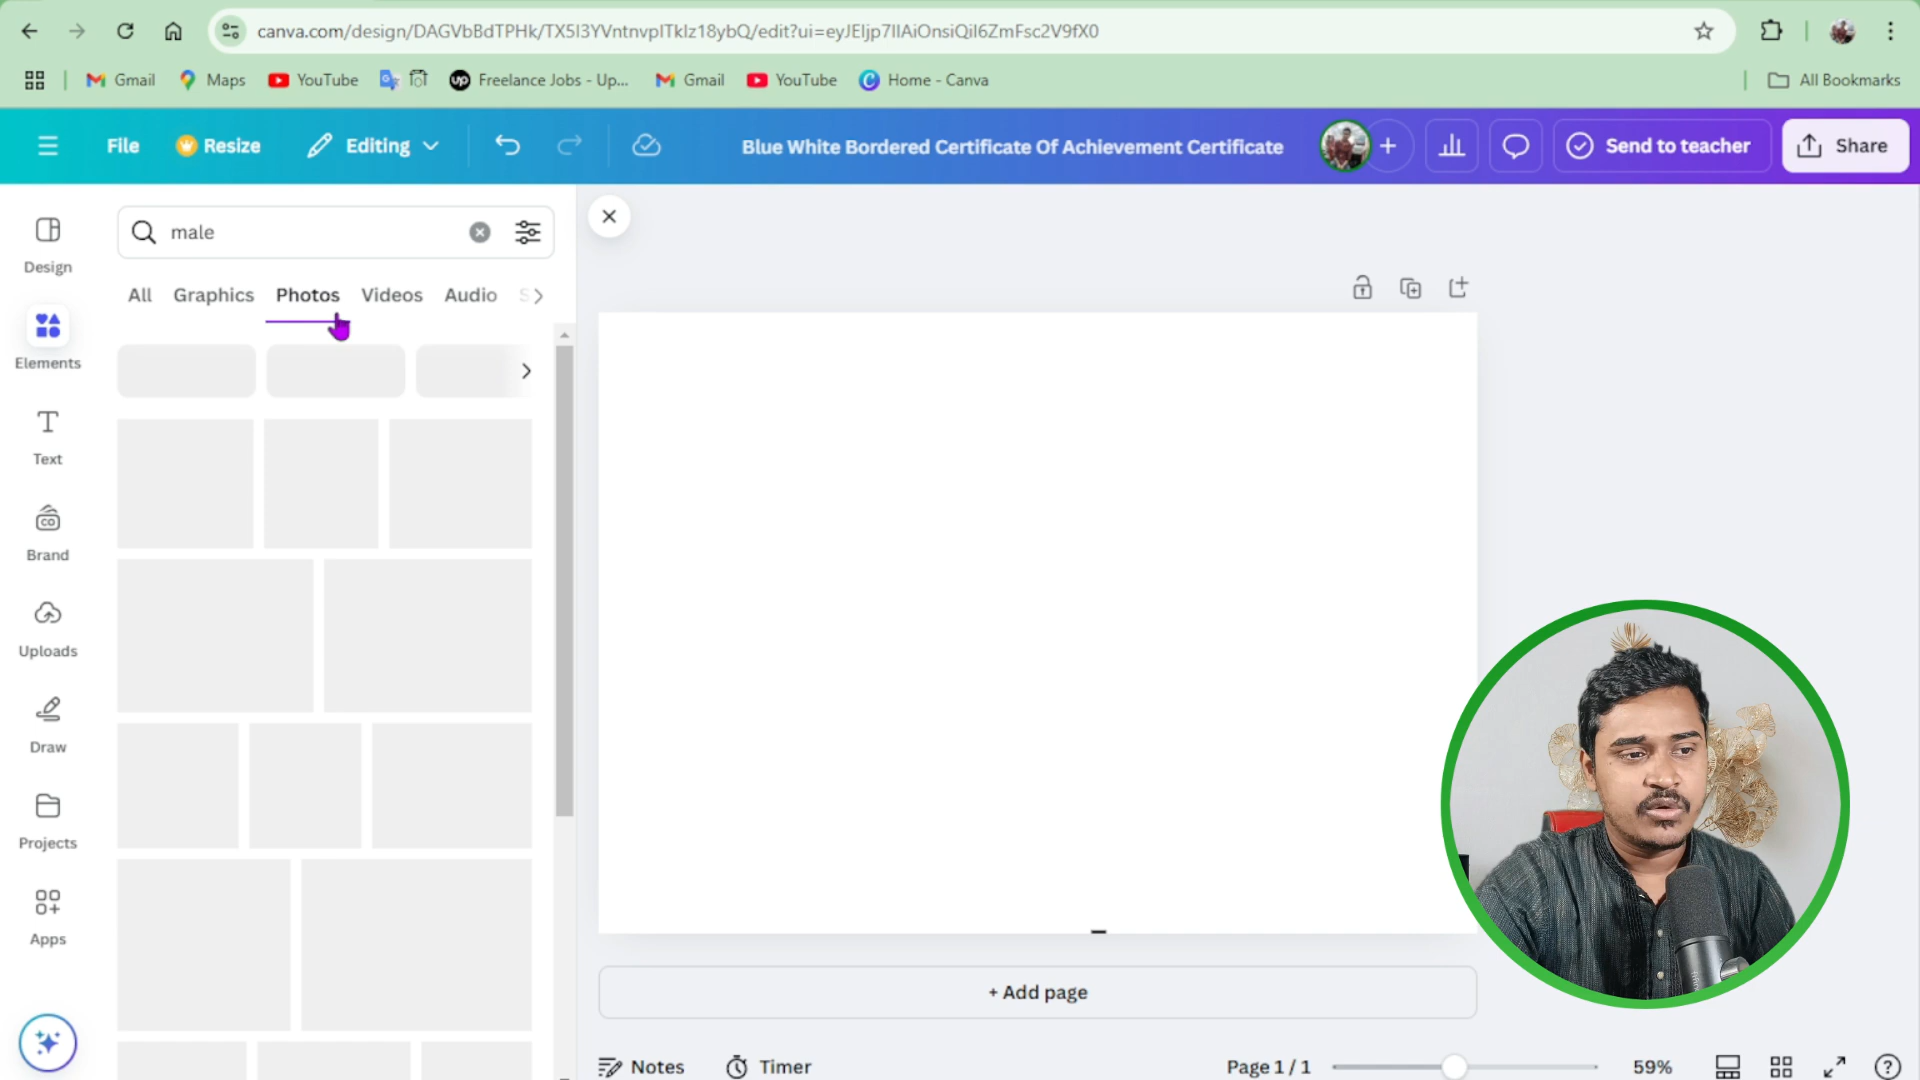 canva.com/design/DAGVbBdTPHk/TX5I3YVntnvpITkIz18ybQ/edit?ui=eyJEIjp7IlAiOnsiQiI6ZmFsc2V9fX0
Gmail Maps YouTube Freelance Jobs - Up... Gmail YouTube Home - Canva All Bookmarks
File Resize Editing Blue White Bordered Certificate Of Achievement Certificate Send to teacher Share
male
Design
All Graphics Photos Videos Audio S
Elements
Text
Brand
Uploads
Draw
Projects
Apps
+ Add page
Notes Timer Page 1 / 1 59%